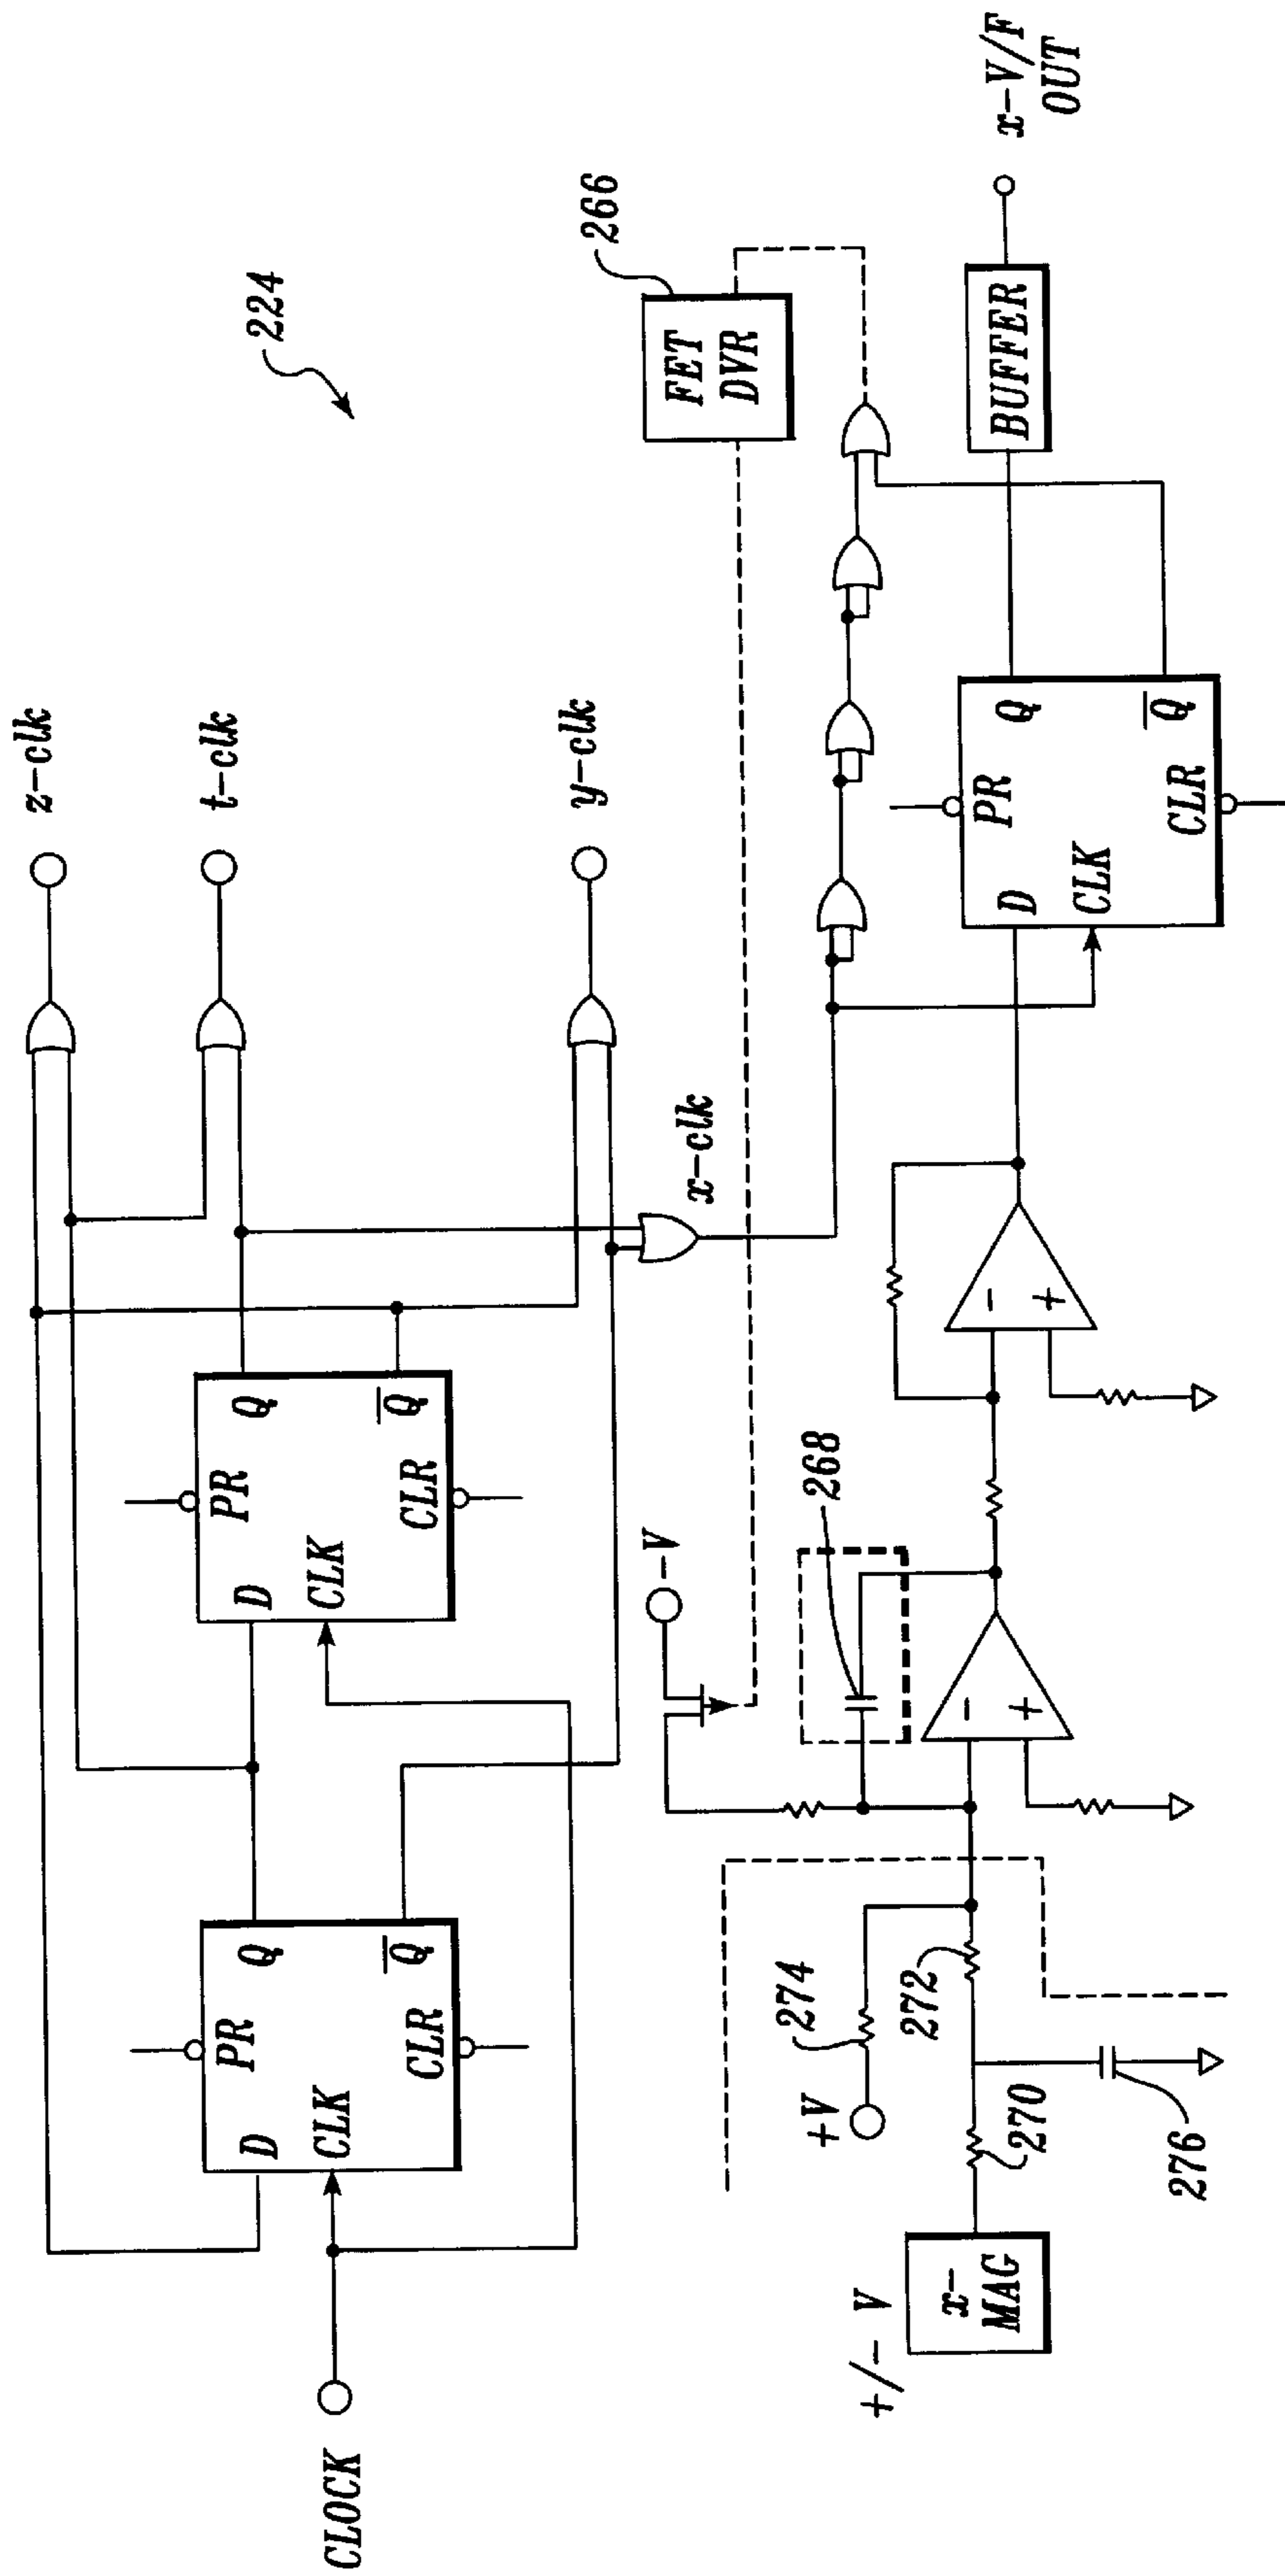 224
z-clk
t-clk
y-clk
x-clk
CLOCK
D
PR
Q
CLK
Q
CLR
D
PR
Q
CLK
Q
CLR
-V
266
FET
DVR
268
+V
274
272
270
276
+/- V
x-
MAG
-
+
-
+
D
PR
Q
CLK
Q
CLR
BUFFER
x-V/F
OUT